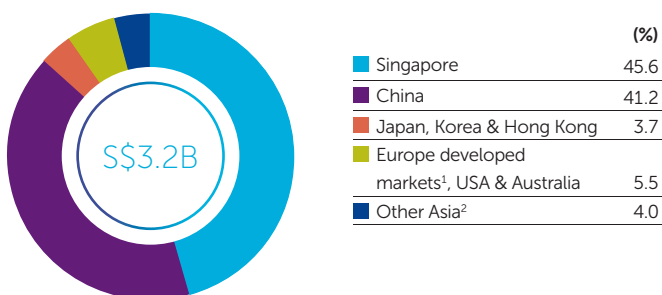 S$3.2B
(%)
Singapore 45.6
China 41.2
Japan, Korea & Hong Kong 3.7
Europe developed
markets¹, USA & Australia 5.5
Other Asia² 4.0